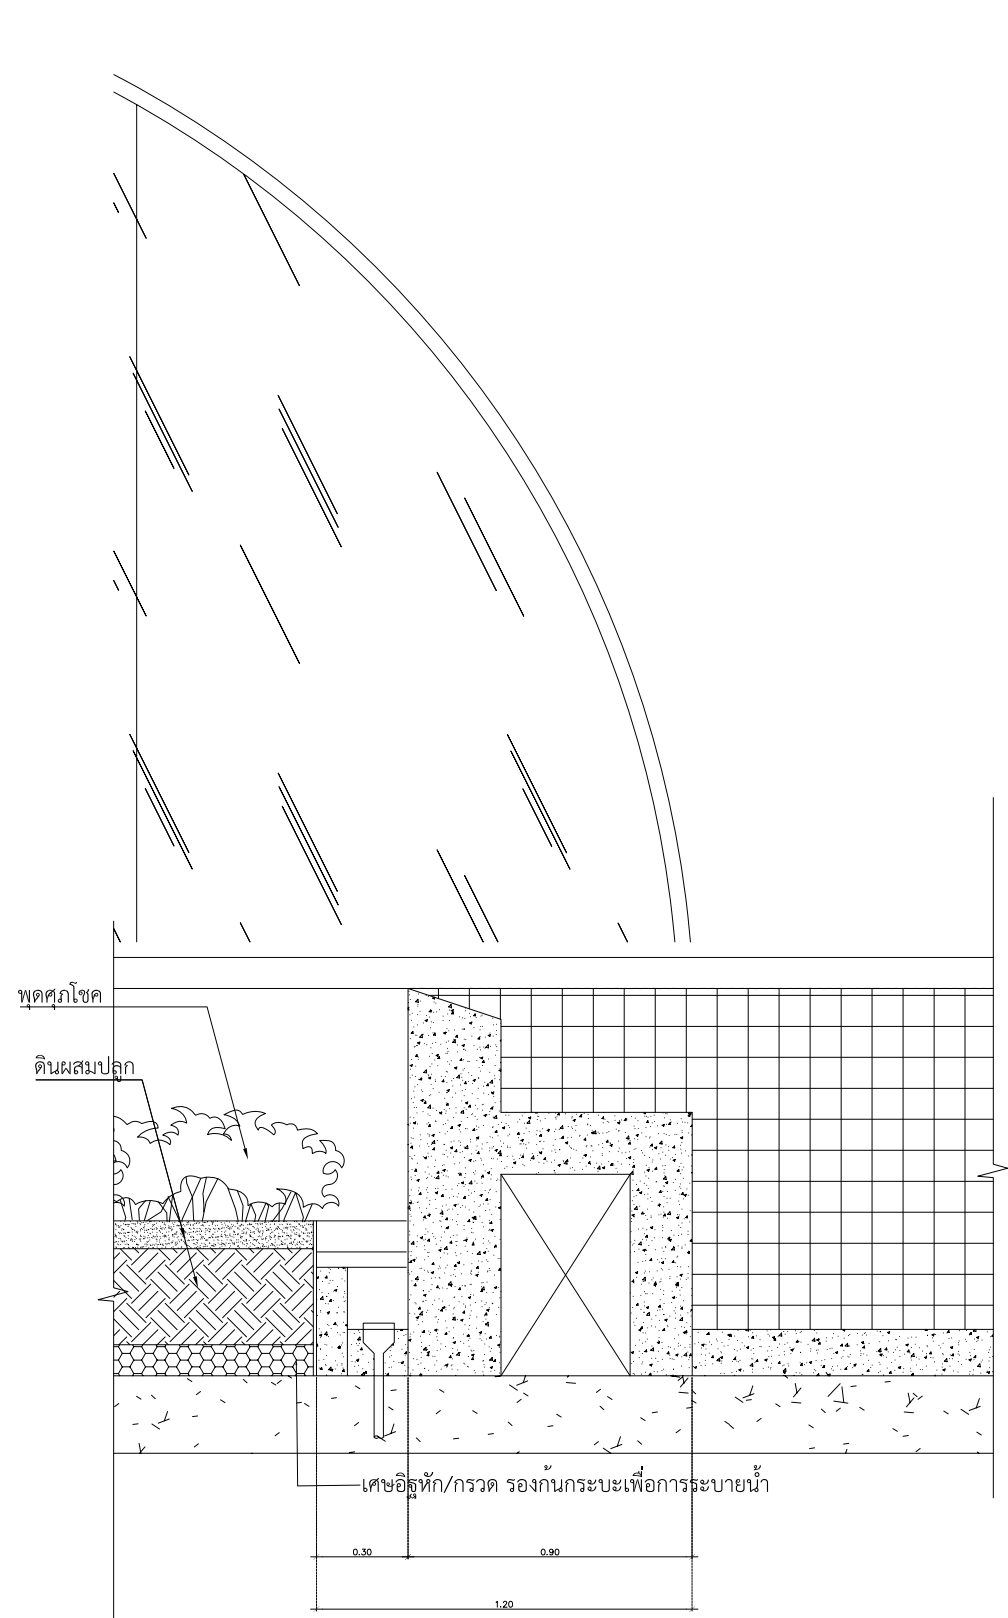 พุดศุภโชค
ดินผสมปลูก
เศษอิฐหัก/กรวด รองก้นกระบะเพื่อการระบายน้ำ
0.30
0.90
1.20